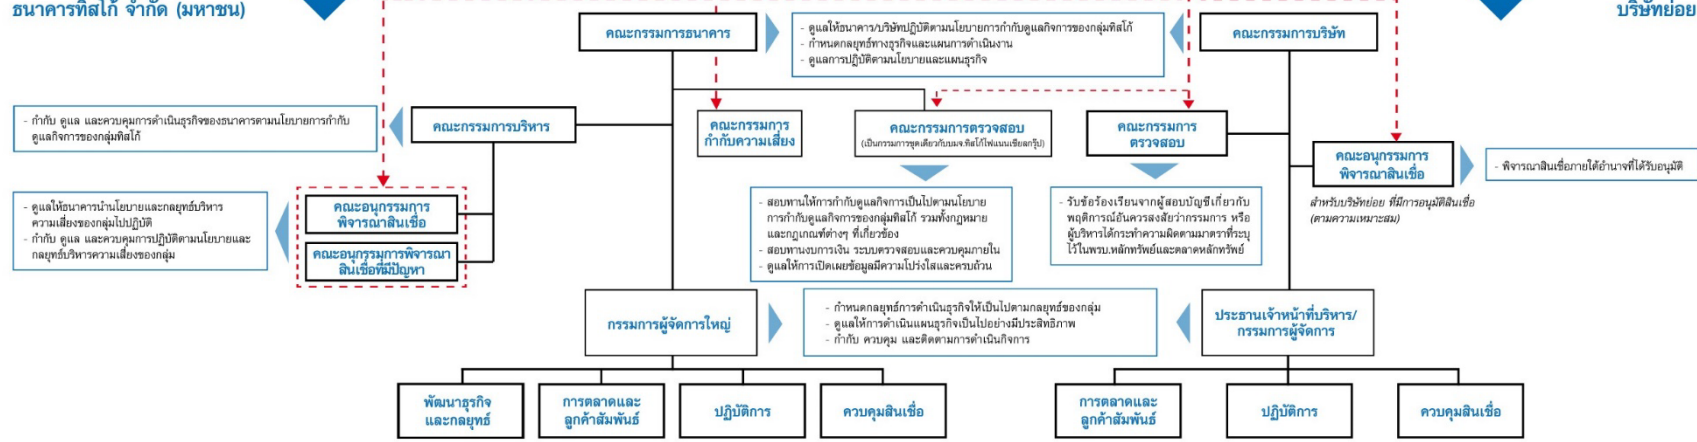 ธนาคารทิสโก้ จำกัด (มหาชน)
บริษัทย่อย
คณะกรรมการธนาคาร
- ดูแลให้ธนาคาร/บริษัทปฏิบัติตามนโยบายการกำกับดูแลกิจการของกลุ่มทิสโก้
- กำหนดกลยุทธ์ทางธุรกิจและแผนการดำเนินงาน
- ดูแลการปฏิบัติตามนโยบายและแผนธุรกิจ
คณะกรรมการบริษัท
- กำกับ ดูแล และควบคุมการดำเนินธุรกิจของธนาคารตามนโยบายการกำกับ
ดูแลกิจการของกลุ่มทิสโก้
คณะกรรมการบริหาร
คณะกรรมการ
กำกับความเสี่ยง
คณะกรรมการตรวจสอบ
(เป็นกรรมการชุดเดียวกับบมจ.ทิสโก้ไฟแนนเชียลกรุ๊ป)
คณะกรรมการ
ตรวจสอบ
คณะอนุกรรมการ
พิจารณาสินเชื่อ
- พิจารณาสินเชื่อภายใต้อำนาจที่ได้รับอนุมัติ
สำหรับบริษัทย่อย ที่มีการอนุมัติสินเชื่อ
(ตามความเหมาะสม)
- ดูแลให้ธนาคารนำนโยบายและกลยุทธ์บริหาร
ความเสี่ยงของกลุ่มไปปฏิบัติ
- กำกับ ดูแล และควบคุมการปฏิบัติตามนโยบายและ
กลยุทธ์บริหารความเสี่ยงของกลุ่ม
คณะอนุกรรมการ
พิจารณาสินเชื่อ
คณะอนุกรรมการพิจารณา
สินเชื่อที่มีปัญหา
- สอบทานให้การกำกับดูแลกิจการเป็นไปตามนโยบาย
การกำกับดูแลกิจการของกลุ่มทิสโก้ รวมทั้งกฎหมาย
และกฎเกณฑ์ต่างๆ ที่เกี่ยวข้อง
- สอบทานงบการเงิน ระบบตรวจสอบและควบคุมภายใน
- ดูแลให้การเปิดเผยข้อมูลมีความโปร่งใสและครบถ้วน
- รับข้อร้องเรียนจากผู้สอบบัญชีเกี่ยวกับ
พฤติการณ์อันควรสงสัยว่ากรรมการ หรือ
ผู้บริหารได้กระทำความผิดตามมาตราที่ระบุ
ไว้ในพรบ.หลักทรัพย์และตลาดหลักทรัพย์
กรรมการผู้จัดการใหญ่
- กำหนดกลยุทธ์การดำเนินธุรกิจให้เป็นไปตามกลยุทธ์ของกลุ่ม
- ดูแลให้การดำเนินแผนธุรกิจเป็นไปอย่างมีประสิทธิภาพ
- กำกับ ควบคุม และติดตามการดำเนินกิจการ
ประธานเจ้าหน้าที่บริหาร/
กรรมการผู้จัดการ
พัฒนาธุรกิจ
และกลยุทธ์
การตลาดและ
ลูกค้าสัมพันธ์
ปฏิบัติการ
ควบคุมสินเชื่อ
การตลาดและ
ลูกค้าสัมพันธ์
ปฏิบัติการ
ควบคุมสินเชื่อ